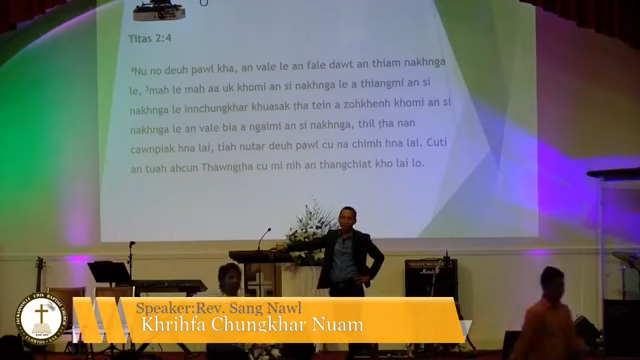 Titas 2:4
⁴Nu no deuh pawl kha, an vale le an fale dawt an thiam nakhnga
le, ⁵mah le mah aa uk khomi an si nakhnga le a thiangmi an si
nakhnga le innchungkhar khuasak ṭha tein a zohkhenh khomi an si
nakhnga le an vale bia a ngaimi an si nakhnga, thil ṭha nan
cawnpiak hna lai, tiah nutar deuh pawl cu na chimh hna lai. Cuti
an tuah ahcun Thawngṭha cu mi nih an thangchiat kho lai lo.
Marshall
Speaker:Rev. Sang Nawl
Khrihfa Chungkhar Nuam